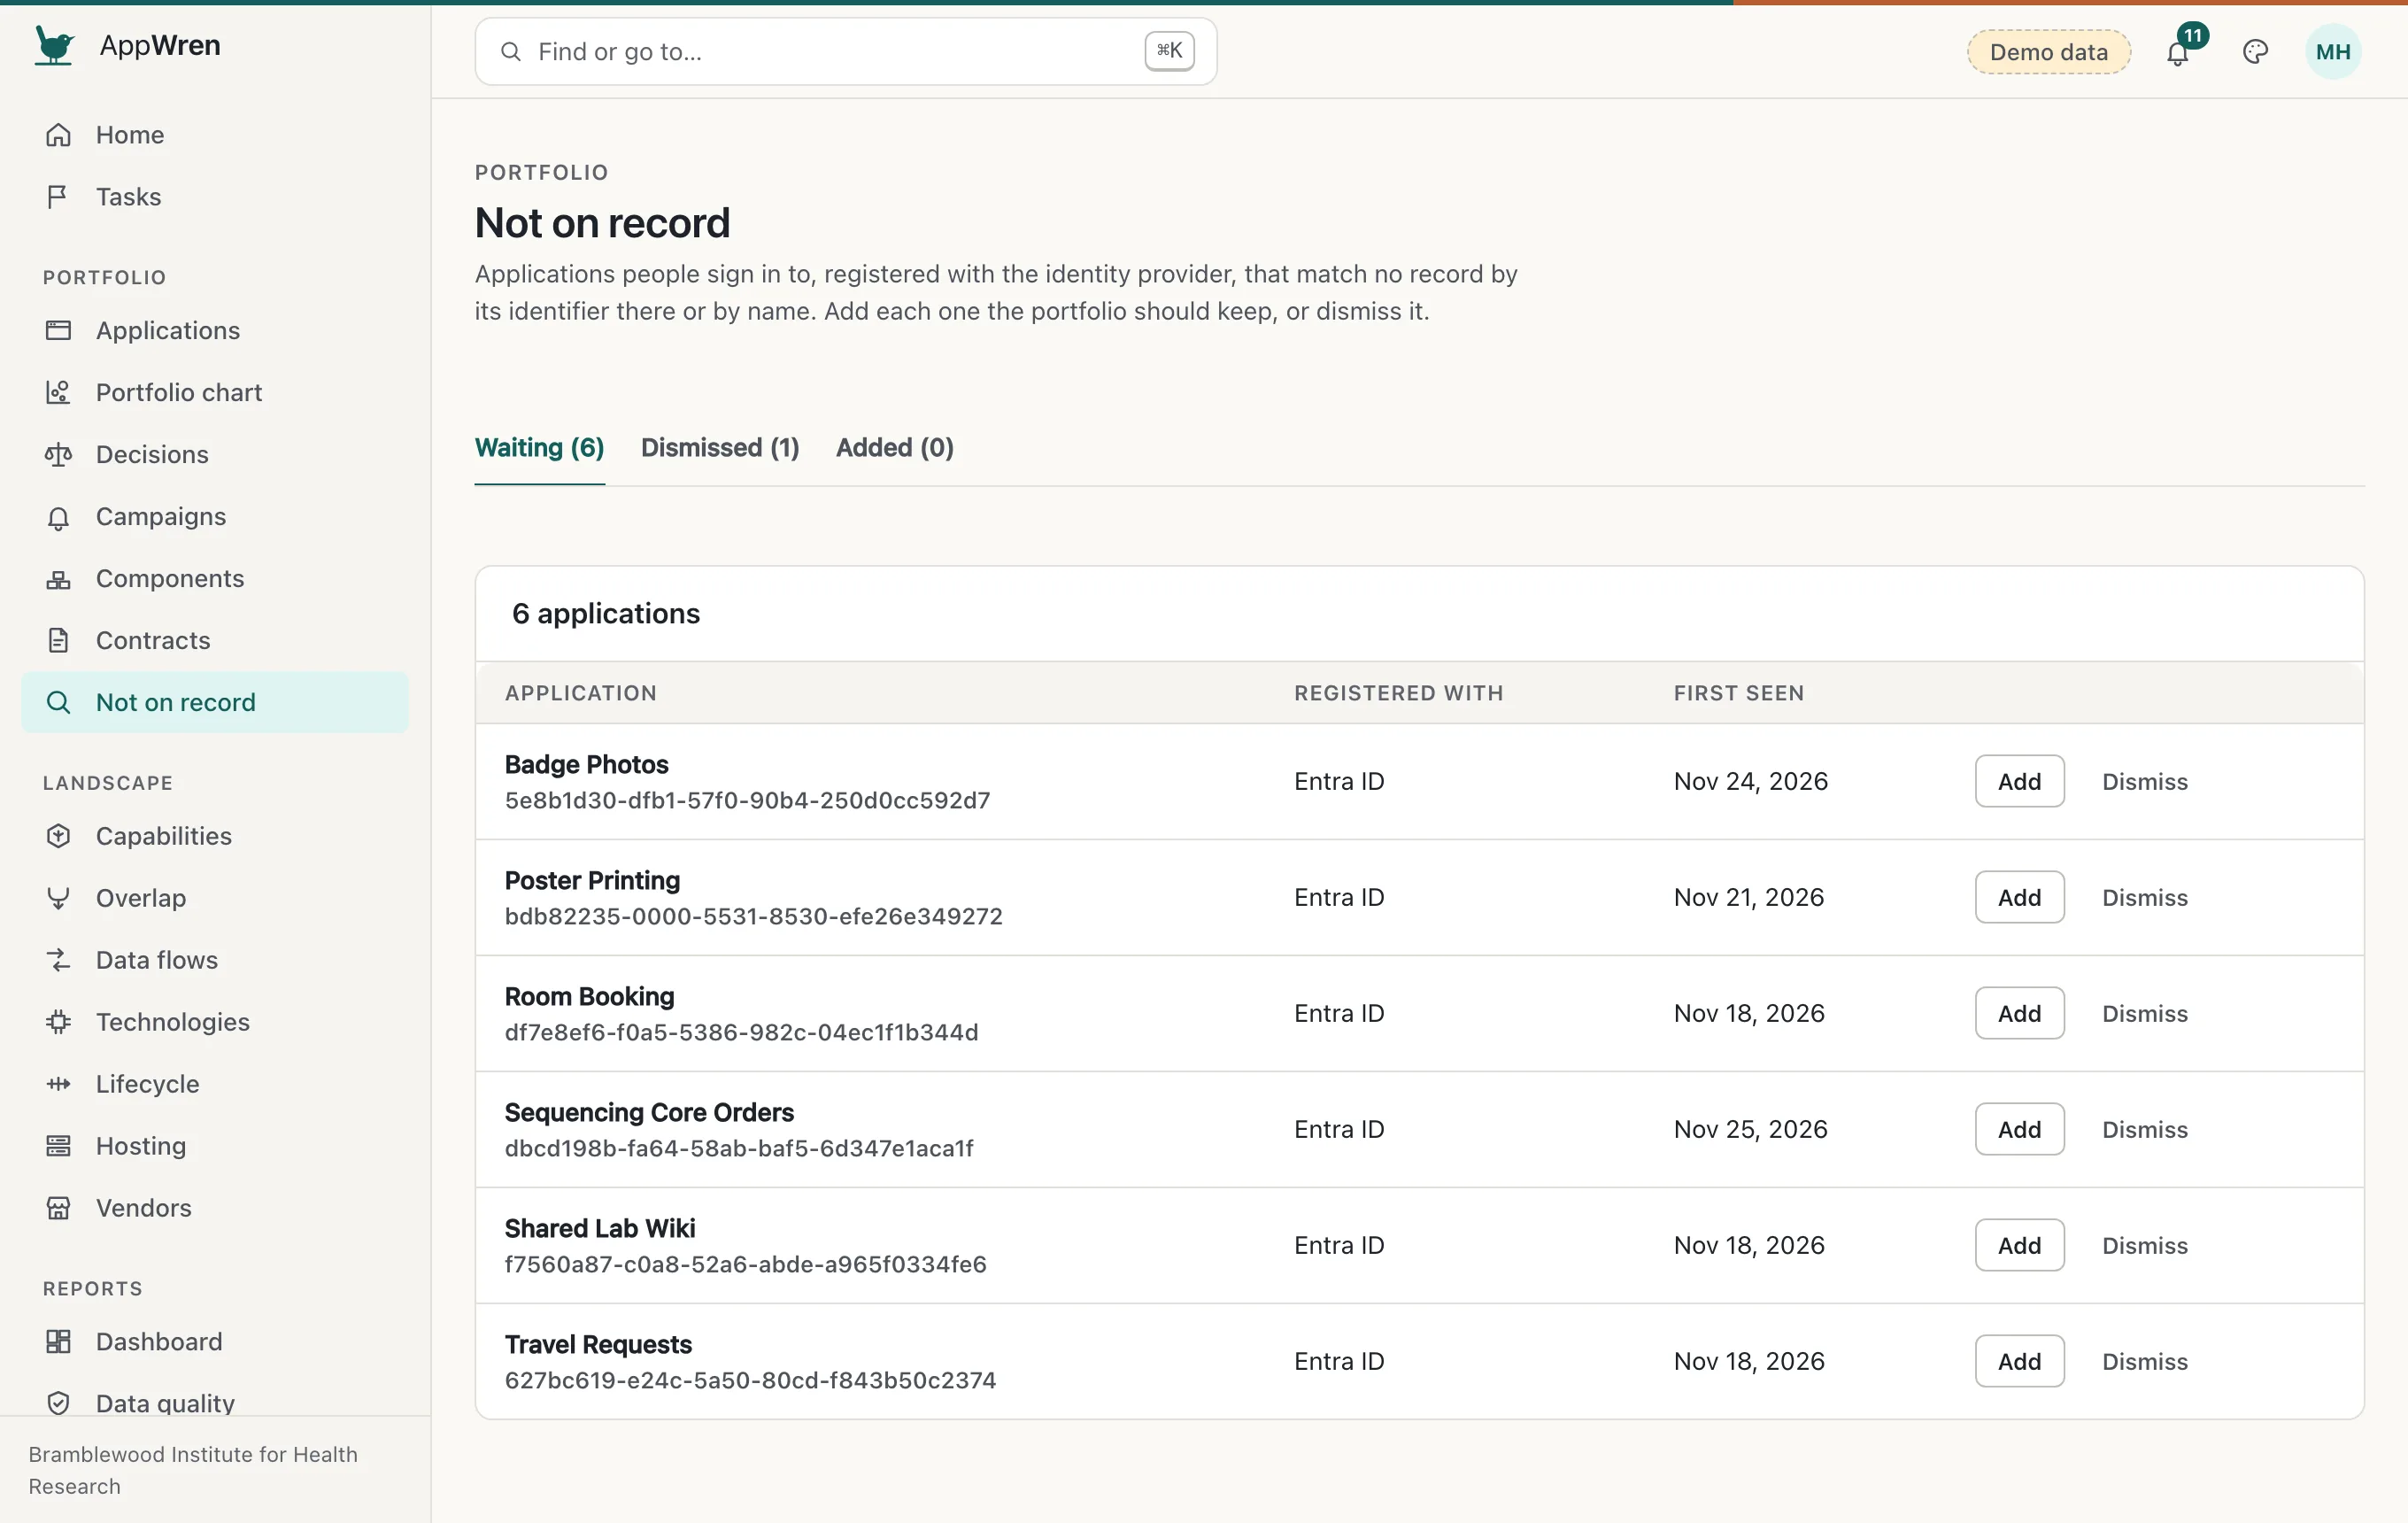 AppWren
Find or go to...
⌘K
Demo data
11
MH
Home
Tasks
PORTFOLIO
Applications
Portfolio chart
Decisions
Campaigns
Components
Contracts
Not on record
LANDSCAPE
Capabilities
Overlap
Data flows
Technologies
Lifecycle
Hosting
Vendors
REPORTS
Dashboard
Data quality
Bramblewood Institute for Health
Research
PORTFOLIO
Not on record
Applications people sign in to, registered with the identity provider, that match no record by
its identifier there or by name. Add each one the portfolio should keep, or dismiss it.
Waiting (6) Dismissed (1) Added (0)
6 applications
APPLICATION REGISTERED WITH FIRST SEEN
Badge Photos
5e8b1d30-dfb1-57f0-90b4-250d0cc592d7
Entra ID Nov 24, 2026 Add Dismiss
Poster Printing
bdb82235-0000-5531-8530-efe26e349272
Entra ID Nov 21, 2026 Add Dismiss
Room Booking
df7e8ef6-f0a5-5386-982c-04ec1f1b344d
Entra ID Nov 18, 2026 Add Dismiss
Sequencing Core Orders
dbcd198b-fa64-58ab-baf5-6d347e1aca1f
Entra ID Nov 25, 2026 Add Dismiss
Shared Lab Wiki
f7560a87-c0a8-52a6-abde-a965f0334fe6
Entra ID Nov 18, 2026 Add Dismiss
Travel Requests
627bc619-e24c-5a50-80cd-f843b50c2374
Entra ID Nov 18, 2026 Add Dismiss